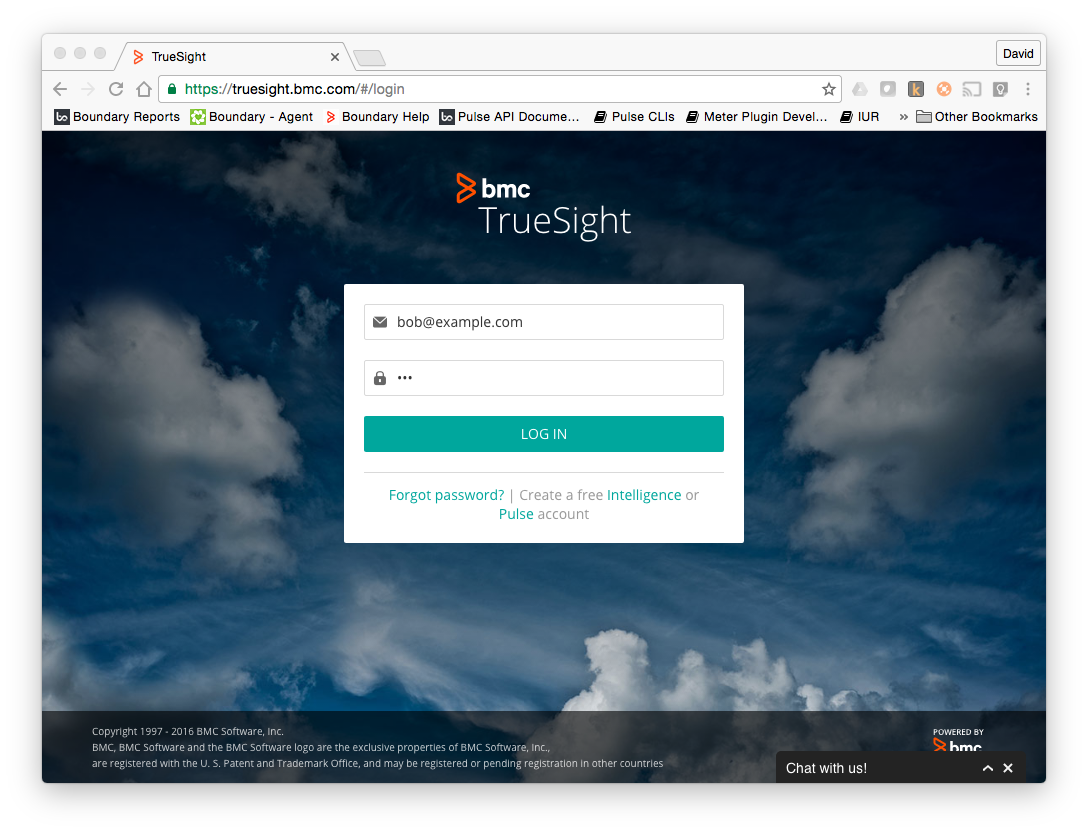 TrueSight
David
https://truesight.bmc.com/#/login
Boundary Reports Boundary - Agent Boundary Help Pulse API Docume... Pulse CLIs Meter Plugin Devel... IUR » Other Bookmarks
bmc
TrueSight
bob@example.com
•••
LOG IN
Forgot password? | Create a free Intelligence or
Pulse account
Copyright 1997 - 2016 BMC Software, Inc.
BMC, BMC Software and the BMC Software logo are the exclusive properties of BMC Software, Inc.,
are registered with the U. S. Patent and Trademark Office, and may be registered or pending registration in other countries
POWERED BY
bmc
Chat with us!